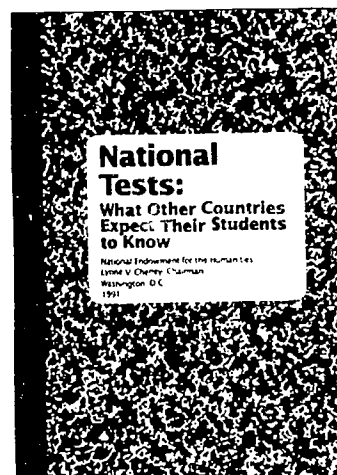 National
Tests:
What Other Countries
Expect Their Students
to Know
National Endowment for the Humanities
Lynne V. Cheney, Chairman
Washington, D.C.
1991